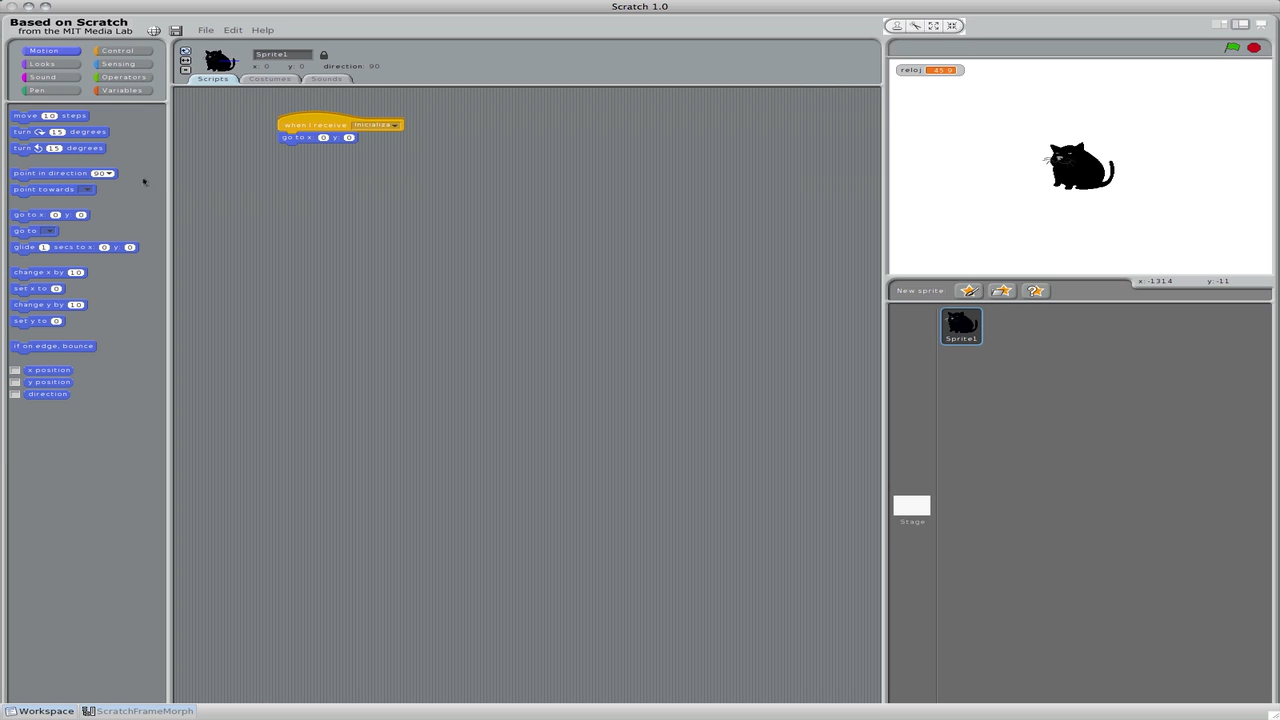 Scratch 1.0
Based on Scratch
from the MIT Media Lab
File Edit Help
Motion Control
Looks Sensing
Sound Operators
Pen Variables
Sprite1
x: 0 y: 0 direction: 90
Scripts Costumes Sounds
move 10 steps
turn 15 degrees
turn 15 degrees
point in direction 90
point towards
go to x: 0 y: 0
go to
glide 1 secs to x: 0 y: 0
change x by 10
set x to 0
change y by 10
set y to 0
if on edge, bounce
x position
y position
direction
when I receive Inicializa
go to x: 0 y: 0
reloj 45.9
x: -1314 y: -11
New sprite:
Sprite1
Stage
Workspace ScratchFrameMorph